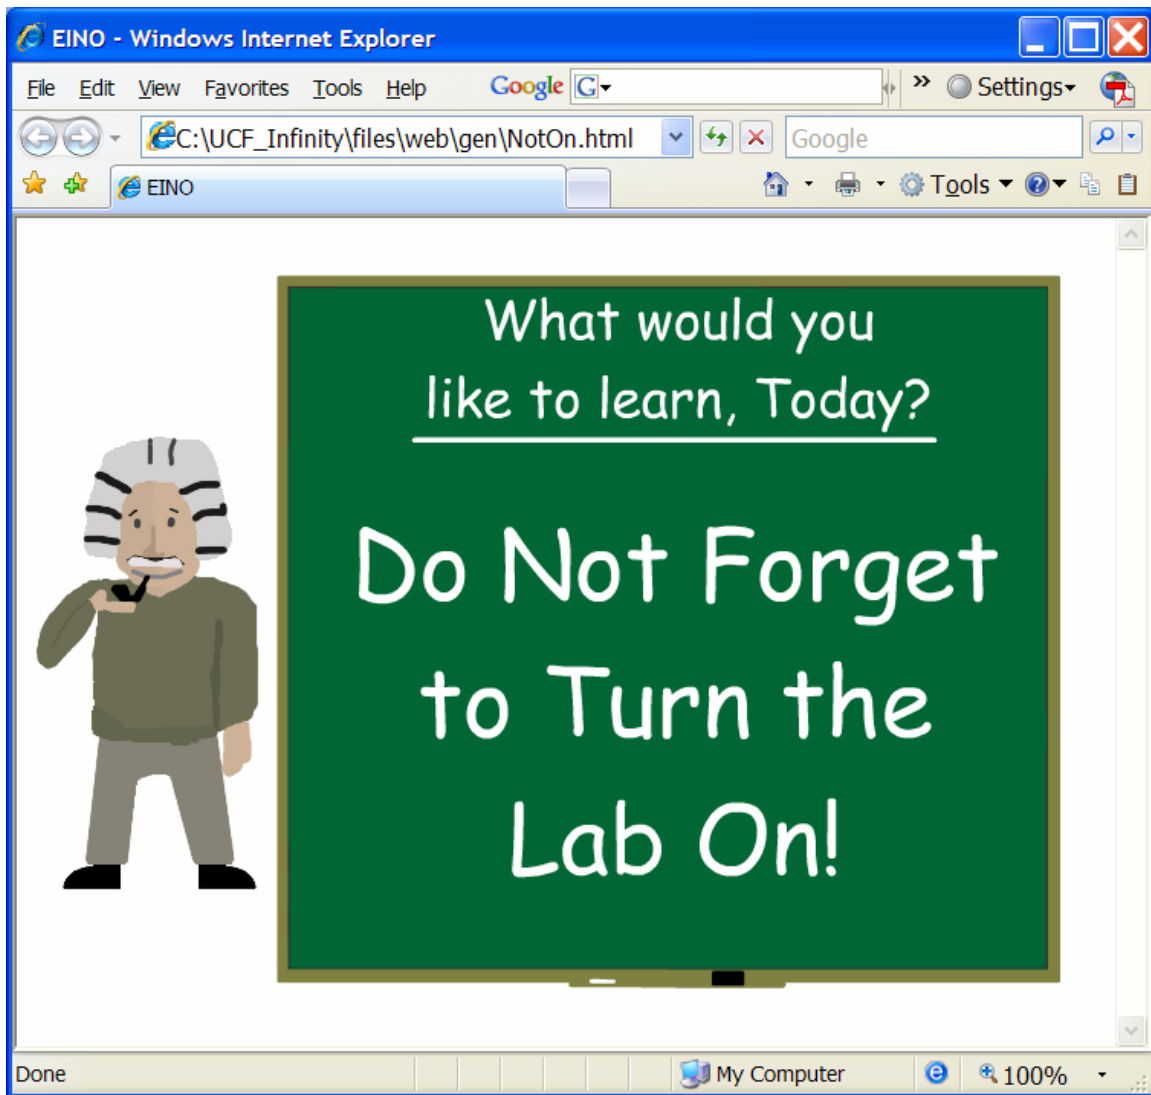 EINO - Windows Internet Explorer
File Edit View Favorites Tools Help Google G » Settings
C:\UCF_Infinity\files\web\gen\NotOn.html Google
EINO Tools
What would you
like to learn, Today?
Do Not Forget
to Turn the
Lab On!
Done My Computer 100%